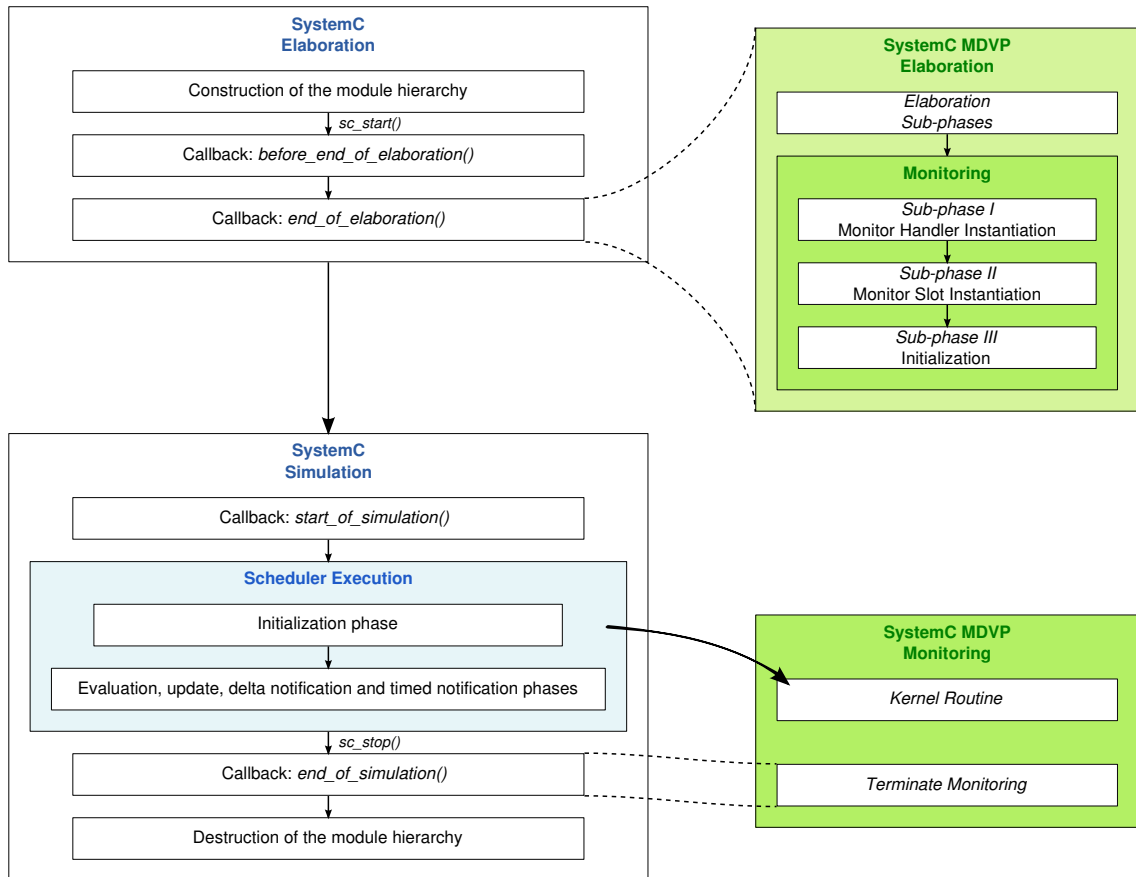 SystemC
Elaboration
Construction of the module hierarchy
sc_start()
Callback: before_end_of_elaboration()
Callback: end_of_elaboration()
SystemC MDVP
Elaboration
Elaboration
Sub-phases
Monitoring
Sub-phase I
Monitor Handler Instantiation
Sub-phase II
Monitor Slot Instantiation
Sub-phase III
Initialization
SystemC
Simulation
Callback: start_of_simulation()
Scheduler Execution
Initialization phase
Evaluation, update, delta notification and timed notification phases
sc_stop()
Callback: end_of_simulation()
Destruction of the module hierarchy
SystemC MDVP
Monitoring
Kernel Routine
Terminate Monitoring